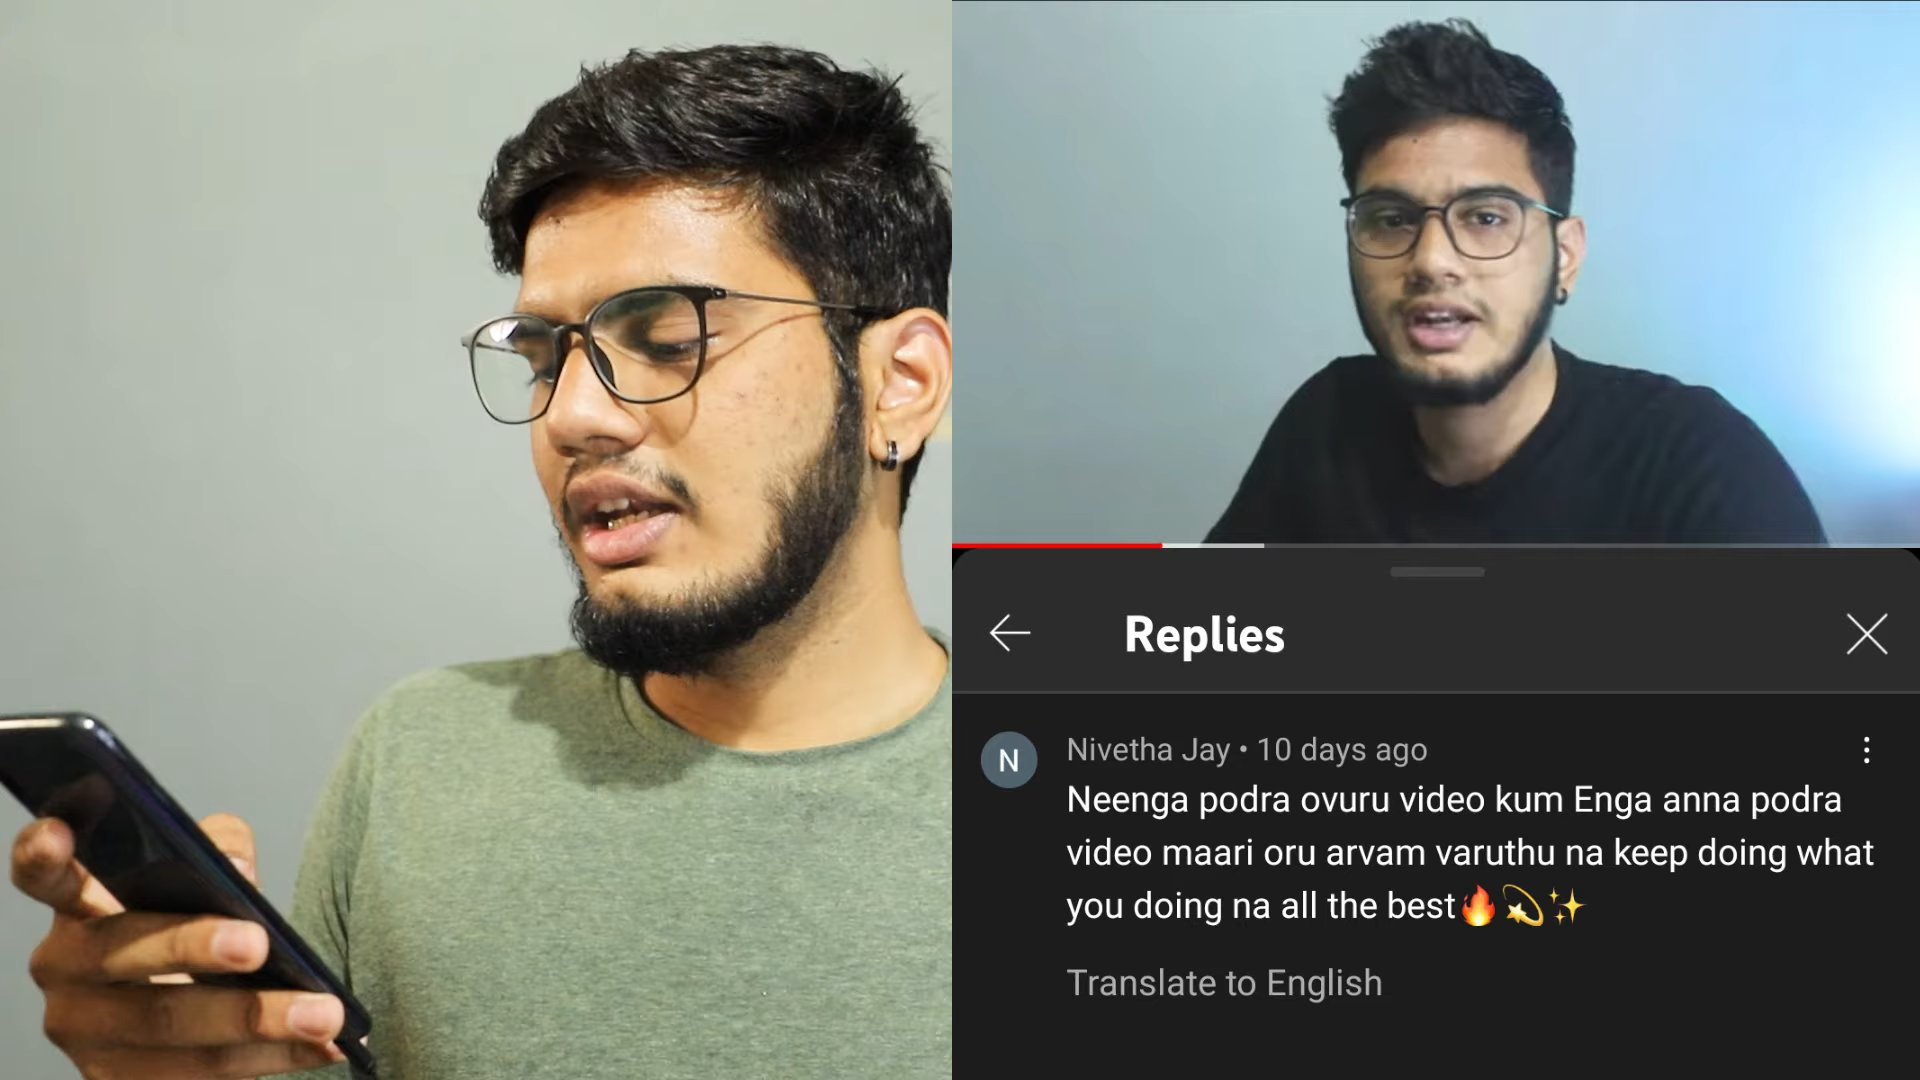 Replies
N
Nivetha Jay • 10 days ago
Neenga podra ovuru video kum Enga anna podra
video maari oru arvam varuthu na keep doing what
you doing na all the best🔥💫✨
Translate to English